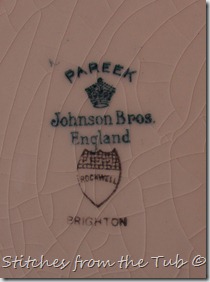 PAREEK
Johnson Bros.
England
ROCKWELL
BRIGHTON
Stitches from the Tub ©